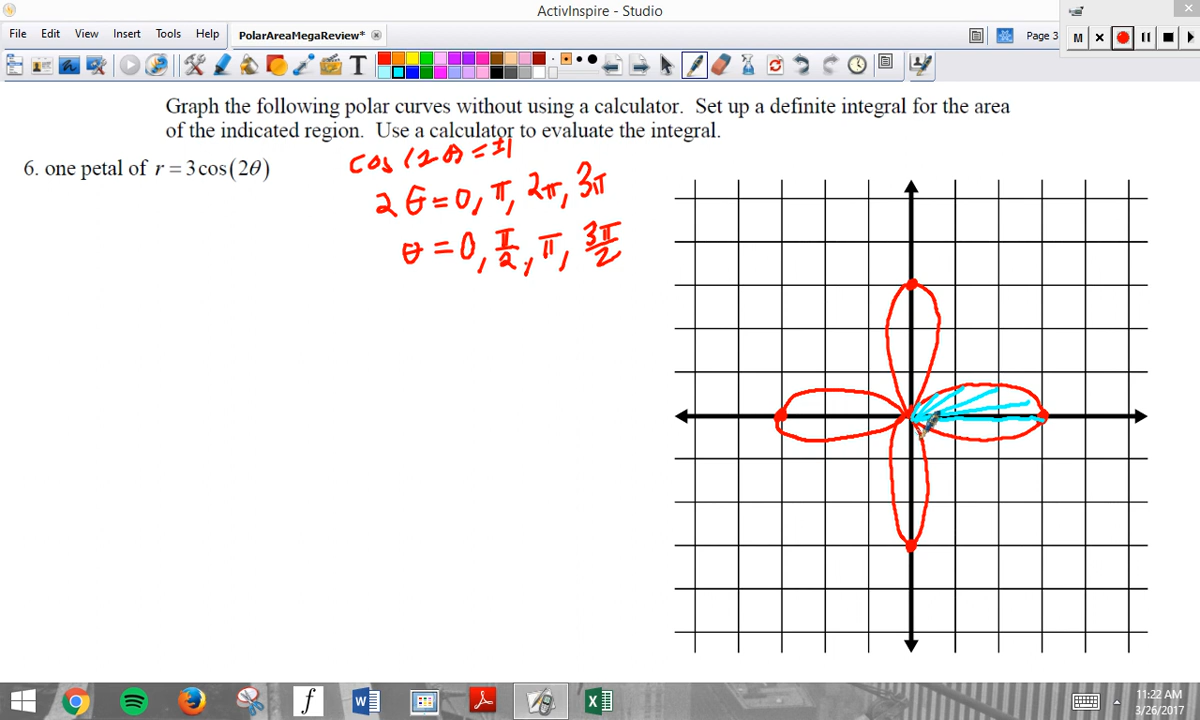 ActivInspire - Studio
File Edit View Insert Tools Help PolarAreaMegaReview*
Page 3
M
T
Graph the following polar curves without using a calculator. Set up a definite integral for the area
of the indicated region. Use a calculator to evaluate the integral.
6. one petal of r = 3cos(2θ)
cos(2θ)=±1
2θ=0, π, 2π, 3π
θ=0, π/2, π, 3π/2
11:22 AM
3/26/2017